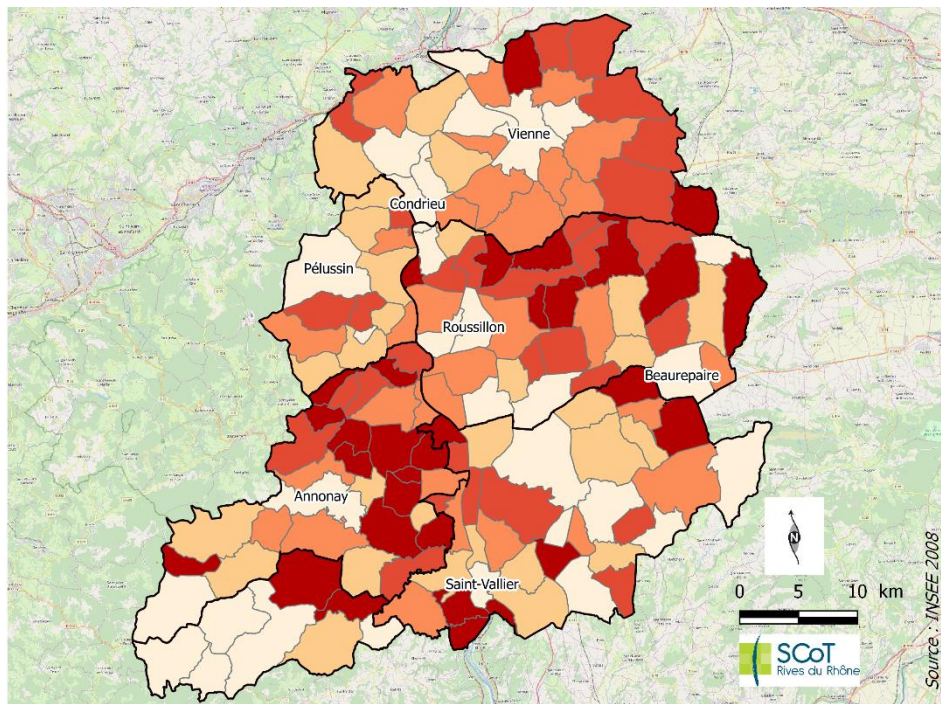 Vienne
Condrieu
Pélussin
Roussillon
Beaurepaire
Annonay
Saint-Vallier
N
0 5 10 km
SCoT
Rives du Rhône
Source : INSEE 2008